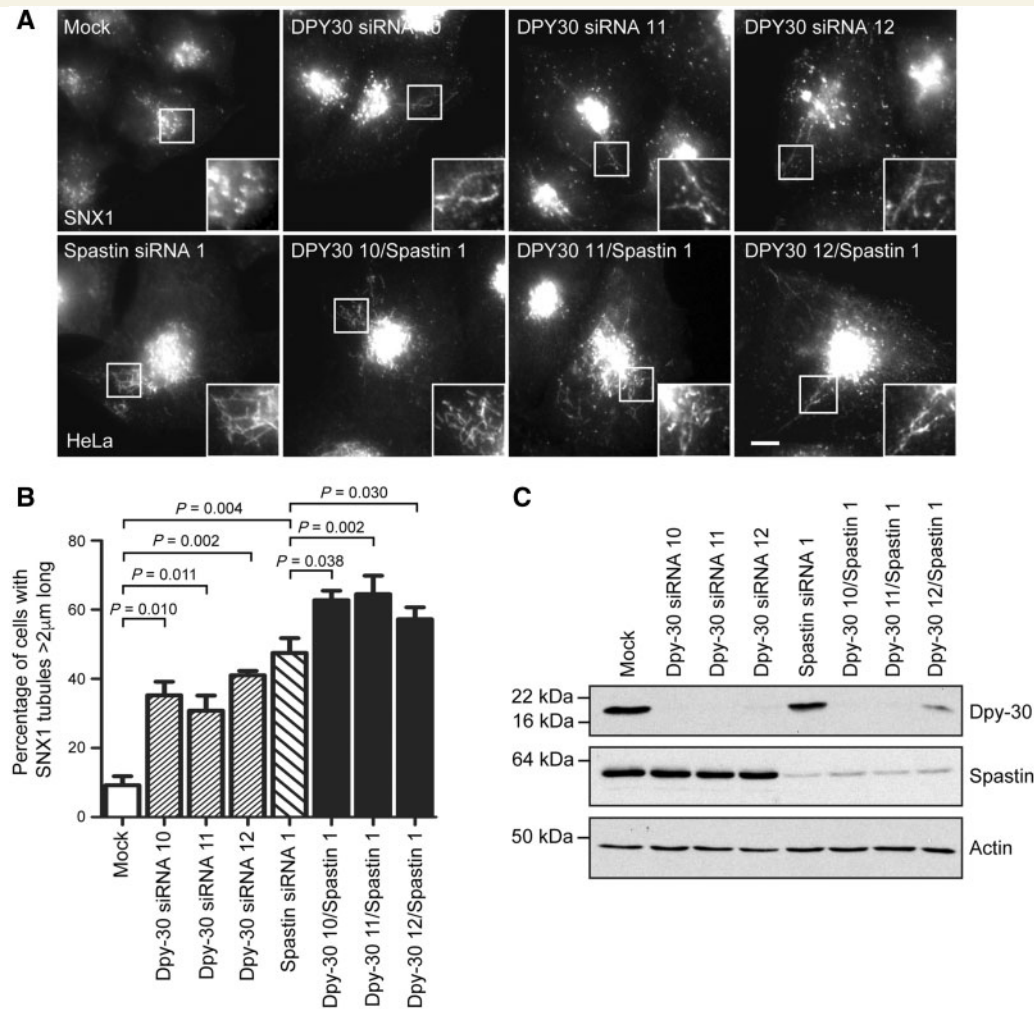 A
Mock
DPY30 siRNA 10
DPY30 siRNA 11
DPY30 siRNA 12
SNX1
Spastin siRNA 1
DPY30 10/Spastin 1
DPY30 11/Spastin 1
DPY30 12/Spastin 1
HeLa
B
P = 0.030
P = 0.004
P = 0.002
P = 0.002
P = 0.038
P = 0.011
P = 0.010
Percentage of cells with
SNX1 tubules >2μm long
80
60
40
20
0
Mock
Dpy-30 siRNA 10
Dpy-30 siRNA 11
Dpy-30 siRNA 12
Spastin siRNA 1
Dpy-30 10/Spastin 1
Dpy-30 11/Spastin 1
Dpy-30 12/Spastin 1
C
Mock
Dpy-30 siRNA 10
Dpy-30 siRNA 11
Dpy-30 siRNA 12
Spastin siRNA 1
Dpy-30 10/Spastin 1
Dpy-30 11/Spastin 1
Dpy-30 12/Spastin 1
22 kDa
16 kDa
Dpy-30
64 kDa
Spastin
50 kDa
Actin